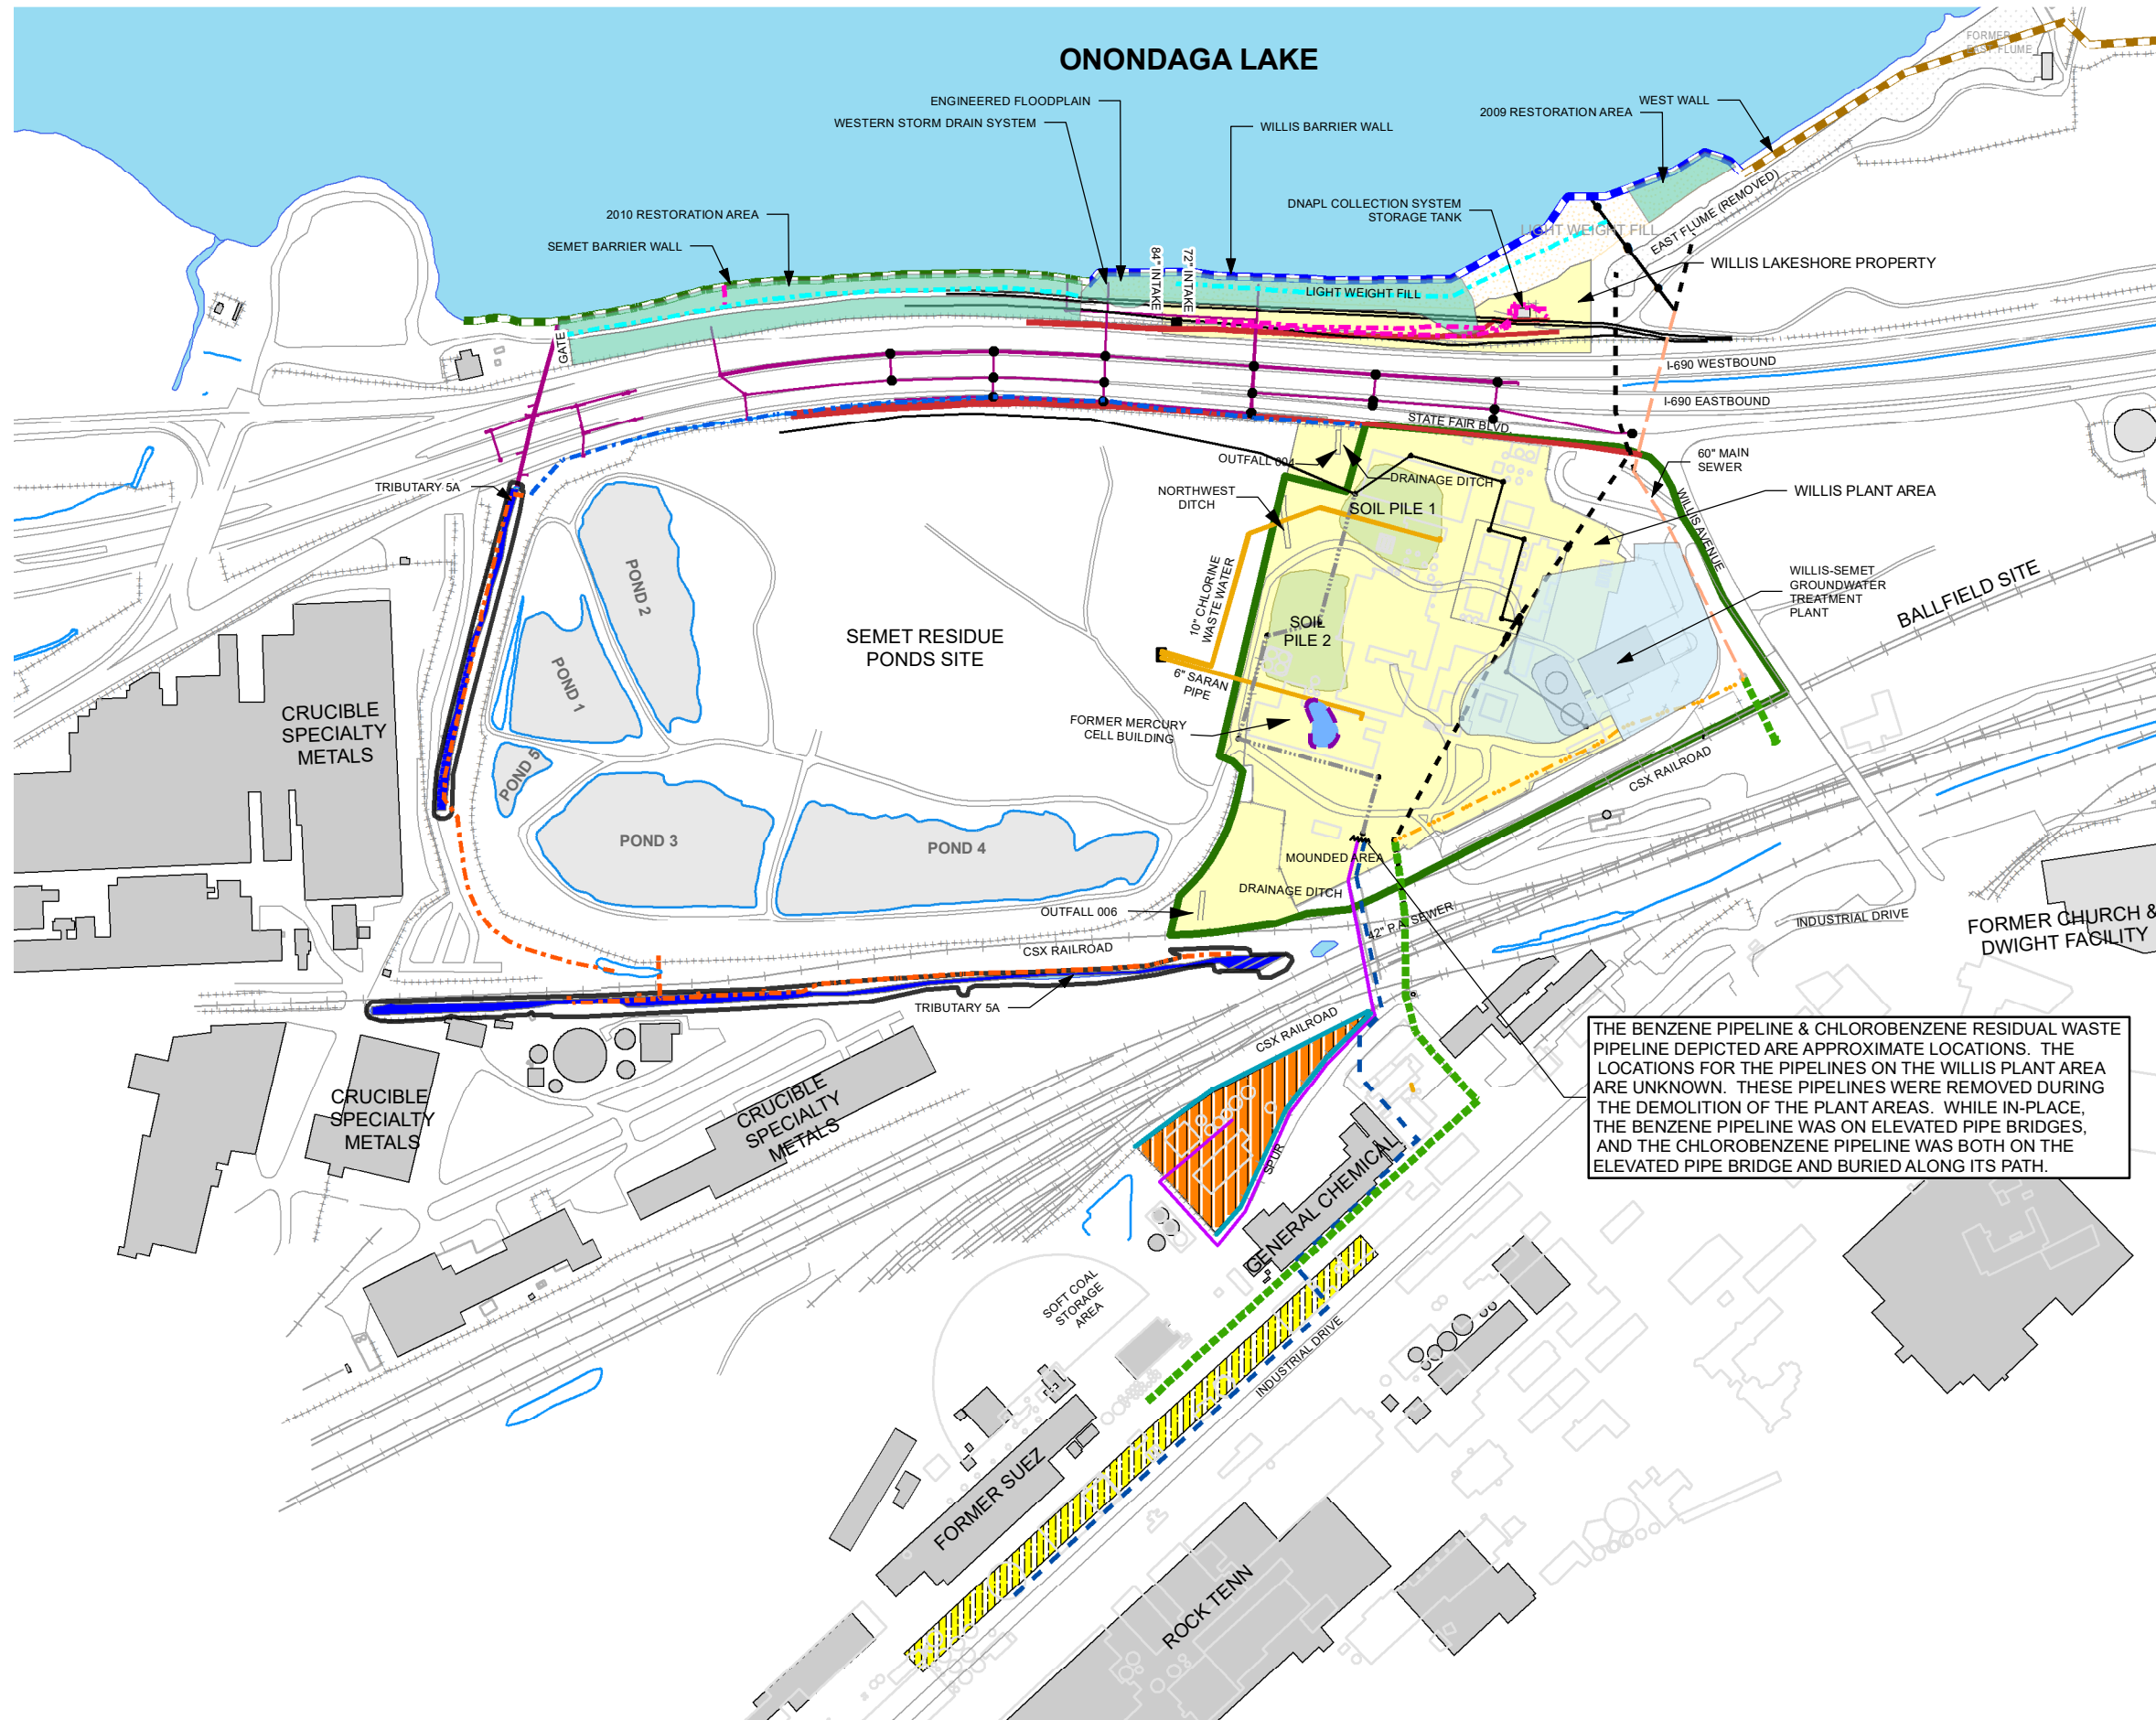 ONONDAGA LAKE
FORMER
EAST FLUME
ENGINEERED FLOODPLAIN
WESTERN STORM DRAIN SYSTEM
WILLIS BARRIER WALL
WEST WALL
2009 RESTORATION AREA
2010 RESTORATION AREA
SEMET BARRIER WALL
DNAPL COLLECTION SYSTEM
STORAGE TANK
LIGHT WEIGHT FILL
EAST FLUME (REMOVED)
WILLIS LAKESHORE PROPERTY
84" INTAKE
72" INTAKE
LIGHT WEIGHT FILL
GATE
I-690 WESTBOUND
I-690 EASTBOUND
STATE FAIR BLVD.
60" MAIN
SEWER
OUTFALL 004
DRAINAGE DITCH
TRIBUTARY 5A
NORTHWEST
DITCH
SOIL PILE 1
WILLIS PLANT AREA
WILLIS AVENUE
POND 2
10" CHLORINE
WASTE WATER
WILLIS-SEMET
GROUNDWATER
TREATMENT
PLANT
BALLFIELD SITE
SEMET RESIDUE
PONDS SITE
SOIL
PILE 2
POND 1
6" SARAN
PIPE
CRUCIBLE
SPECIALTY
METALS
FORMER MERCURY
CELL BUILDING
POND 5
CSX RAILROAD
POND 3
POND 4
MOUNDED AREA
DRAINAGE DITCH
OUTFALL 006
42" P.A. SEWER
INDUSTRIAL DRIVE
FORMER CHURCH &
DWIGHT FACILITY
CSX RAILROAD
TRIBUTARY 5A
CSX RAILROAD
THE BENZENE PIPELINE & CHLOROBENZENE RESIDUAL WASTE
PIPELINE DEPICTED ARE APPROXIMATE LOCATIONS. THE
LOCATIONS FOR THE PIPELINES ON THE WILLIS PLANT AREA
ARE UNKNOWN. THESE PIPELINES WERE REMOVED DURING
THE DEMOLITION OF THE PLANT AREAS. WHILE IN-PLACE,
THE BENZENE PIPELINE WAS ON ELEVATED PIPE BRIDGES,
AND THE CHLOROBENZENE PIPELINE WAS BOTH ON THE
ELEVATED PIPE BRIDGE AND BURIED ALONG ITS PATH.
CRUCIBLE
SPECIALTY
METALS
CRUCIBLE
SPECIALTY
METALS
SPUR
GENERAL CHEMICAL
SOFT COAL
STORAGE
AREA
INDUSTRIAL DRIVE
FORMER SUEZ
ROCK TENN